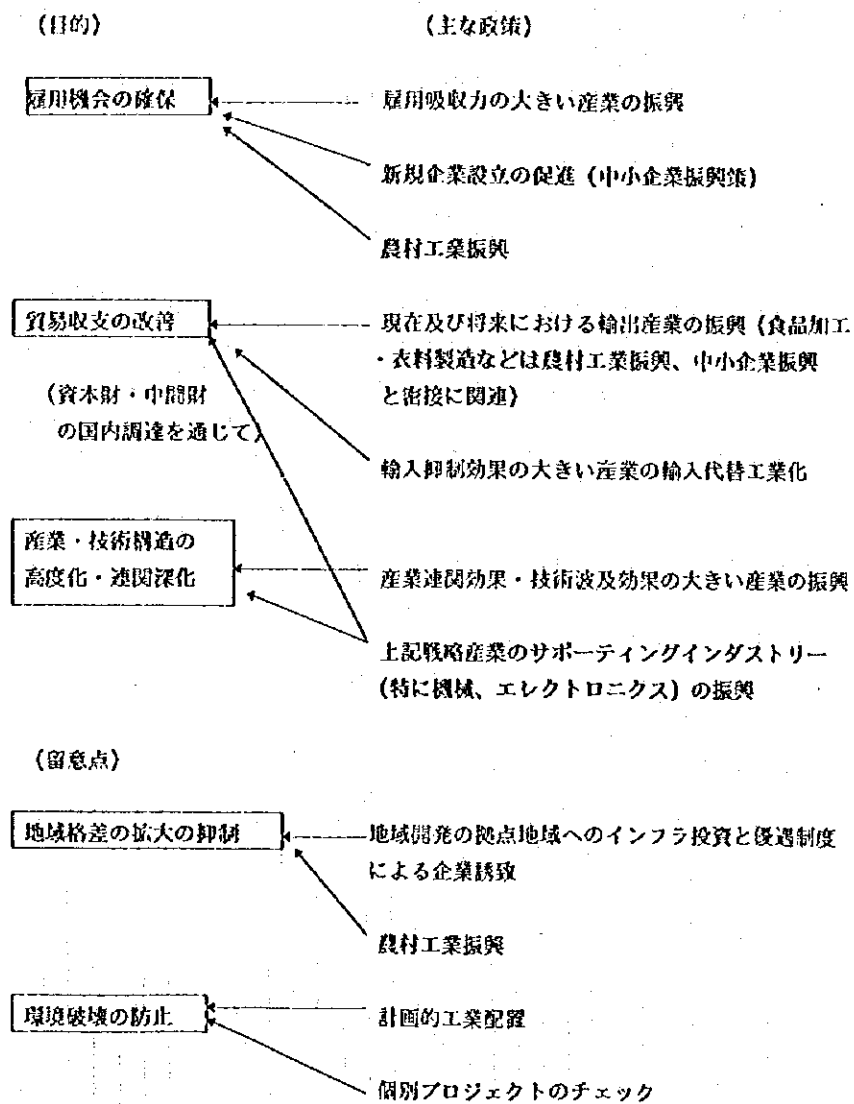 (目的)
(主な政策)
雇用機会の確保
雇用吸収力の大きい産業の振興
新規企業設立の促進(中小企業振興策)
農村工業振興
貿易収支の改善
現在及び将来における輸出産業の振興(食品加工
・衣料製造などは農村工業振興、中小企業振興
と密接に関連)
(資本財・中間財
の国内調達を通じて)
輸入抑制効果の大きい産業の輸入代替工業化
産業・技術構造の
高度化・連関深化
産業連関効果・技術波及効果の大きい産業の振興
上記戦略産業のサポーティングインダストリー
(特に機械、エレクトロニクス)の振興
(留意点)
地域格差の拡大の抑制
地域開発の拠点地域へのインフラ投資と優遇制度
による企業誘致
農村工業振興
環境破壊の防止
計画的工業配置
個別プロジェクトのチェック